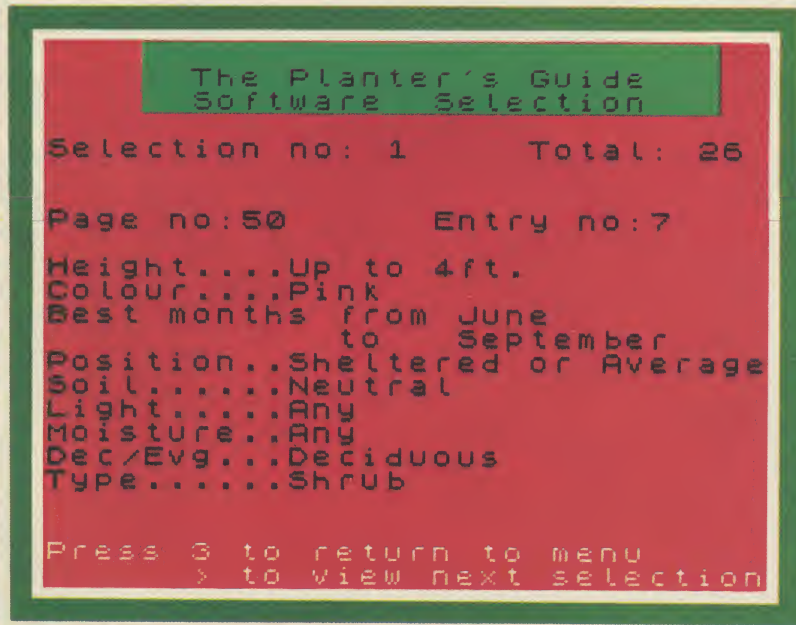 The Planter's Guide
Software Selection
Selection no: 1 Total: 26
Page no:50 Entry no:7
Height....Up to 4ft.
Colour....Pink
Best months from June
to September
Position..Sheltered or Average
Soil......Neutral
Light.....Any
Moisture..Any
Dec/Evg...Deciduous
Type......Shrub
Press G to return to menu
> to view next selection